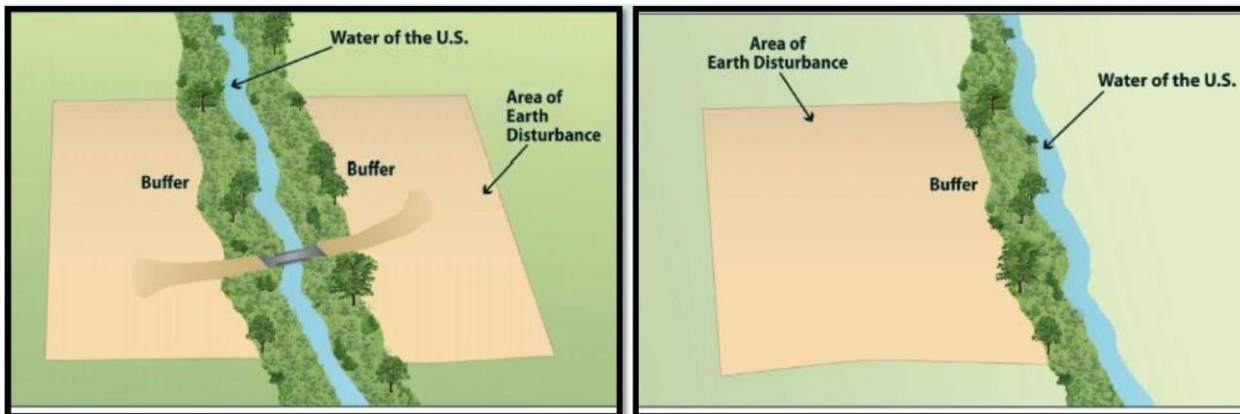 Water of the U.S.
Area of
Earth
Disturbance
Buffer
Buffer
Area of
Earth Disturbance
Water of the U.S.
Buffer